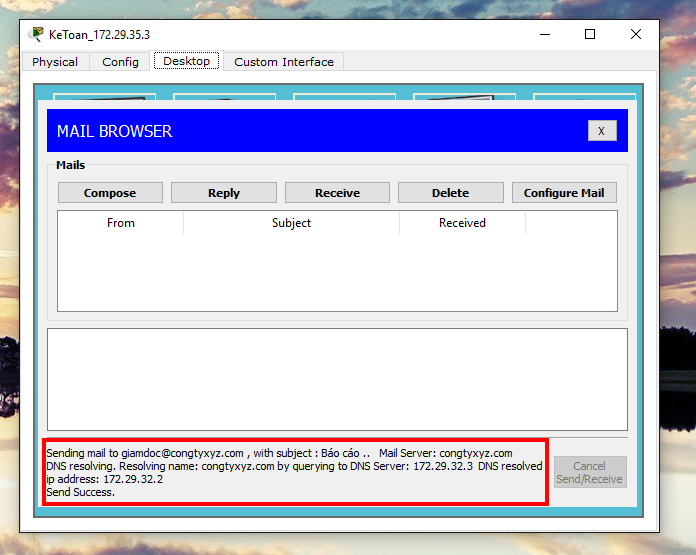 KeToan_172.29.35.3
Physical Config Desktop Custom Interface
MAIL BROWSER X
Mails
Compose Reply Receive Delete Configure Mail
From Subject Received
Sending mail to giamdoc@congtyxyz.com , with subject : Báo cáo .. Mail Server: congtyxyz.com
DNS resolving. Resolving name: congtyxyz.com by querying to DNS Server: 172.29.32.3 DNS resolved
ip address: 172.29.32.2
Send Success.
Cancel
Send/Receive